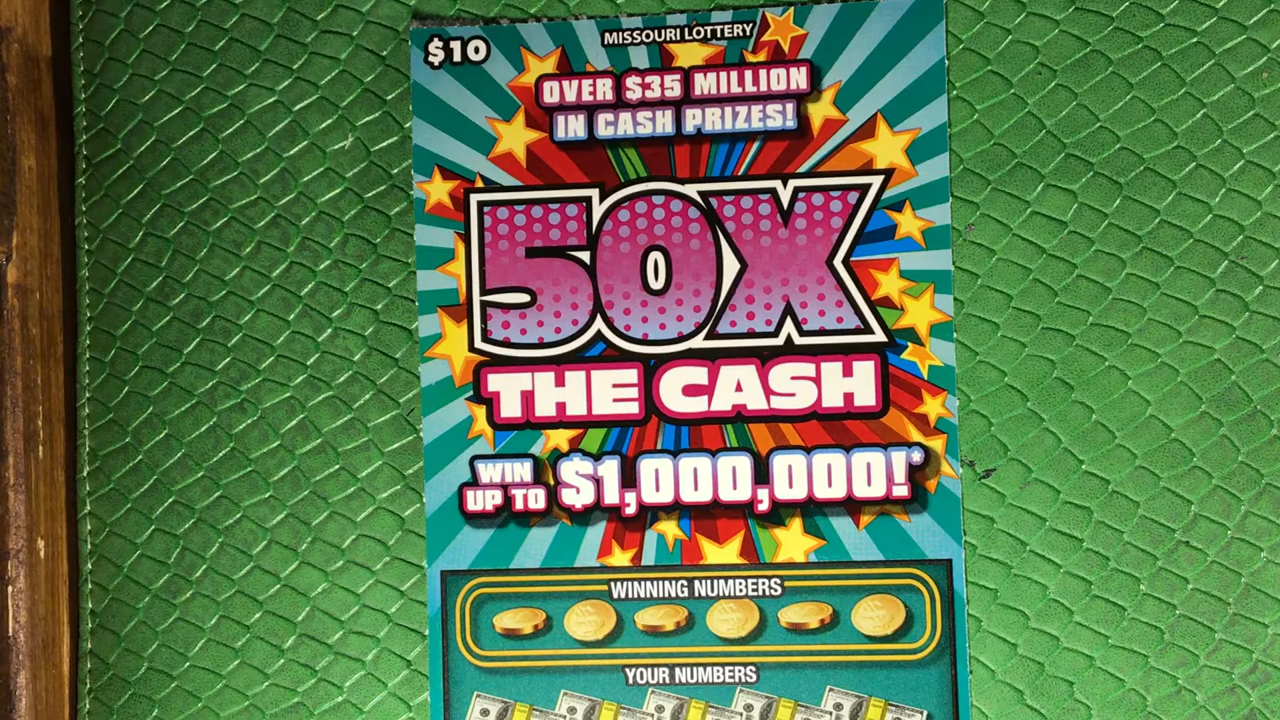 MISSOURI LOTTERY
$10
OVER $35 MILLION
IN CASH PRIZES!
50X
THE CASH
WIN
UP TO $1,000,000!*
WINNING NUMBERS
YOUR NUMBERS